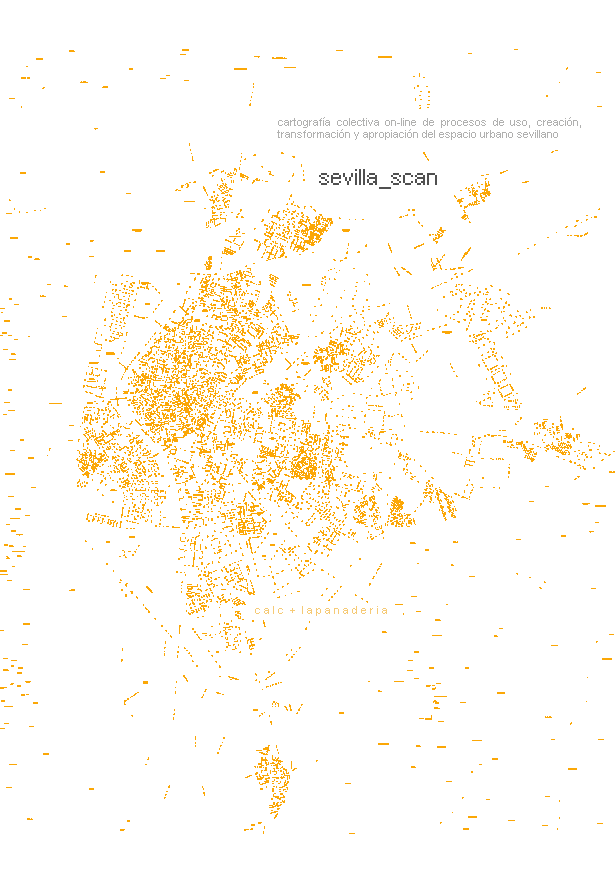 cartografía colectiva on-line de procesos de uso, creación,
transformación y apropiación del espacio urbano sevillano
sevilla_scan
calc + lapanaderia